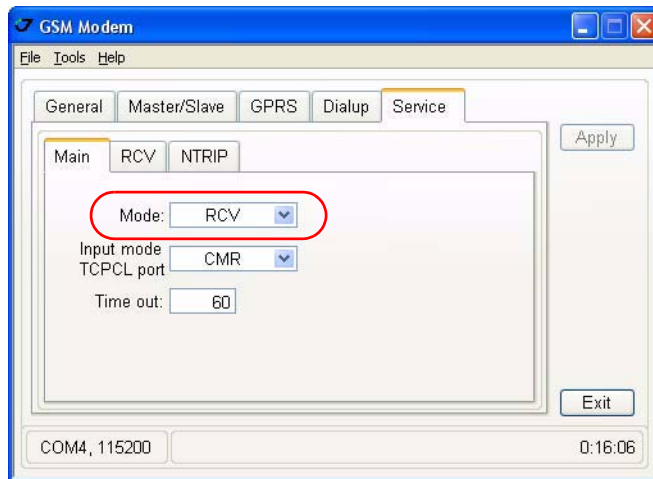 GSM Modem
File Tools Help
General Master/Slave GPRS Dialup Service
Apply
Main RCV NTRIP
Mode: RCV
Input mode
TCPCL port CMR
Time out: 60
Exit
COM4, 115200 0:16:06